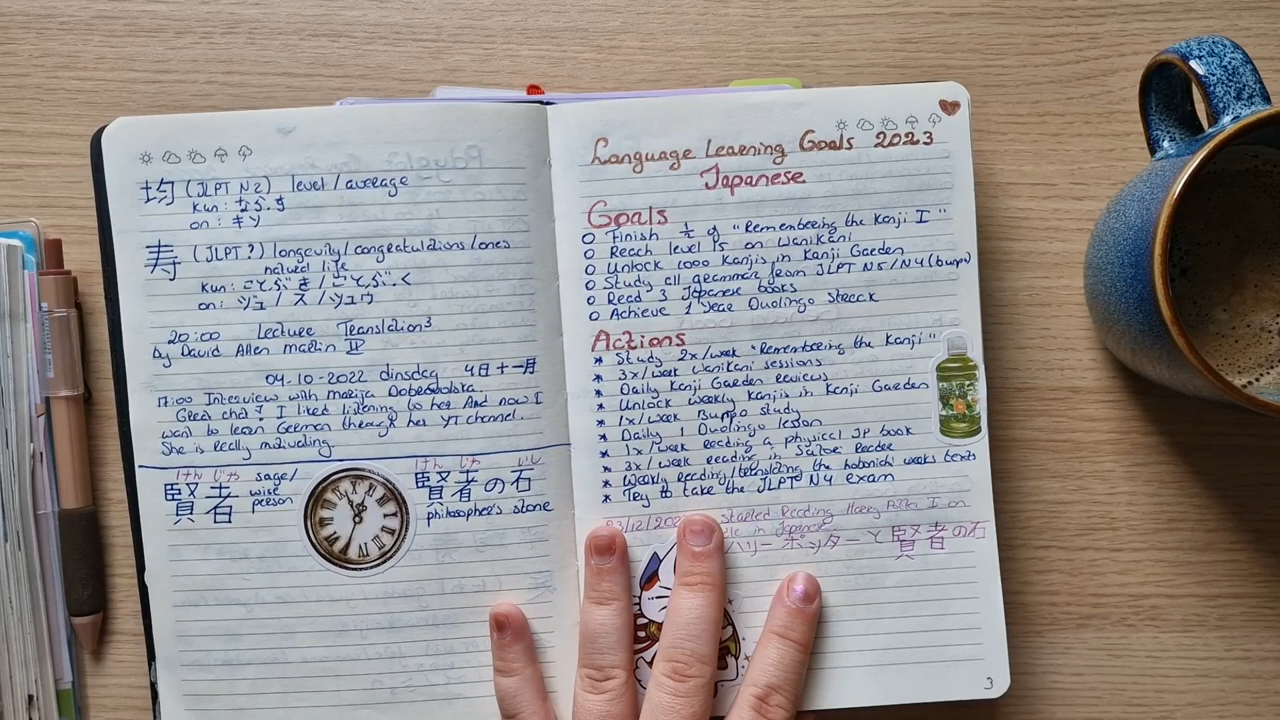 均 (JLPT N2) level / average
kun: なら.す
on: キン
寿 (JLPT?) longevity / congratulations / ones
natural life
kun: ことぶき / ことぶ.く
on: ジュ / ス / シュウ
20:00 Lecture Translation3
by David Allen Martin II
04-10-2022 dinsdag 4日十一月
17:00 Interview with Marija
Great chat & I liked listening to her. And now I
want to learn German through her YT channel.
She is really motivating.
けん じゃ
賢者 sage/
wise
person
けん じゃ いし
賢者の石
philosopher's stone
Language Learning Goals 2023
Japanese
Goals
Finish 1/2 of "Remembering the Kanji I"
Reach level 15 on Wanikani
Unlock 1000 Kanjis in Kanji Garden
Study all grammar from JLPT N5/N4 (bunpo)
Read 3 Japanese books
Achieve 1 year Duolingo Streak
Actions
* Study 2x/week "Remembering the Kanji"
* 3x/week Wanikani sessions
* Daily Kanji Garden reviews
* Unlock weekly Kanjis in Kanji Garden
* 1x/week Bunpo study
* Daily 1 Duolingo lesson
* 1x/week reading a physical JP book
* 3x/week reading in Satori Reader
* Weekly reading/translating the hobonichi weeks texts
* Try to take the JLPT N4 exam
started Reading Harry Potter I on
in Japanese
ハリーポッターと賢者の石
3